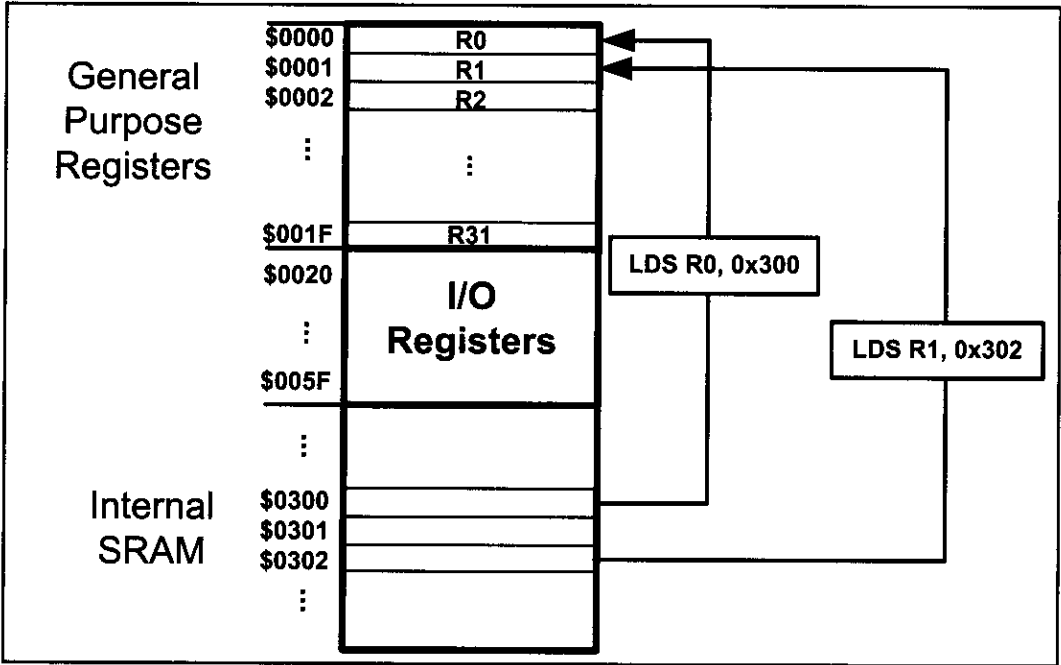 General
Purpose
Registers
$0000 R0
$0001 R1
$0002 R2
⋮ ⋮
$001F R31
$0020
⋮
$005F
I/O
Registers
LDS R0, 0x300
LDS R1, 0x302
⋮
Internal
SRAM
$0300
$0301
$0302
⋮